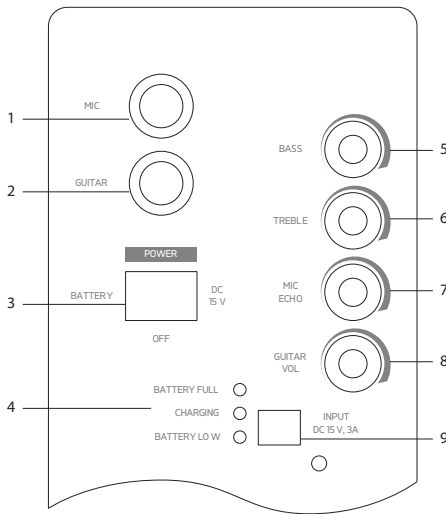 MIC
1
GUITAR
2
BASS
5
TREBLE
6
POWER
BATTERY
DC
15 V
3
OFF
MIC
ECHO
7
GUITAR
VOL
8
BATTERY FULL
CHARGING
BATTERY LO W
4
INPUT
DC 15 V, 3A
9